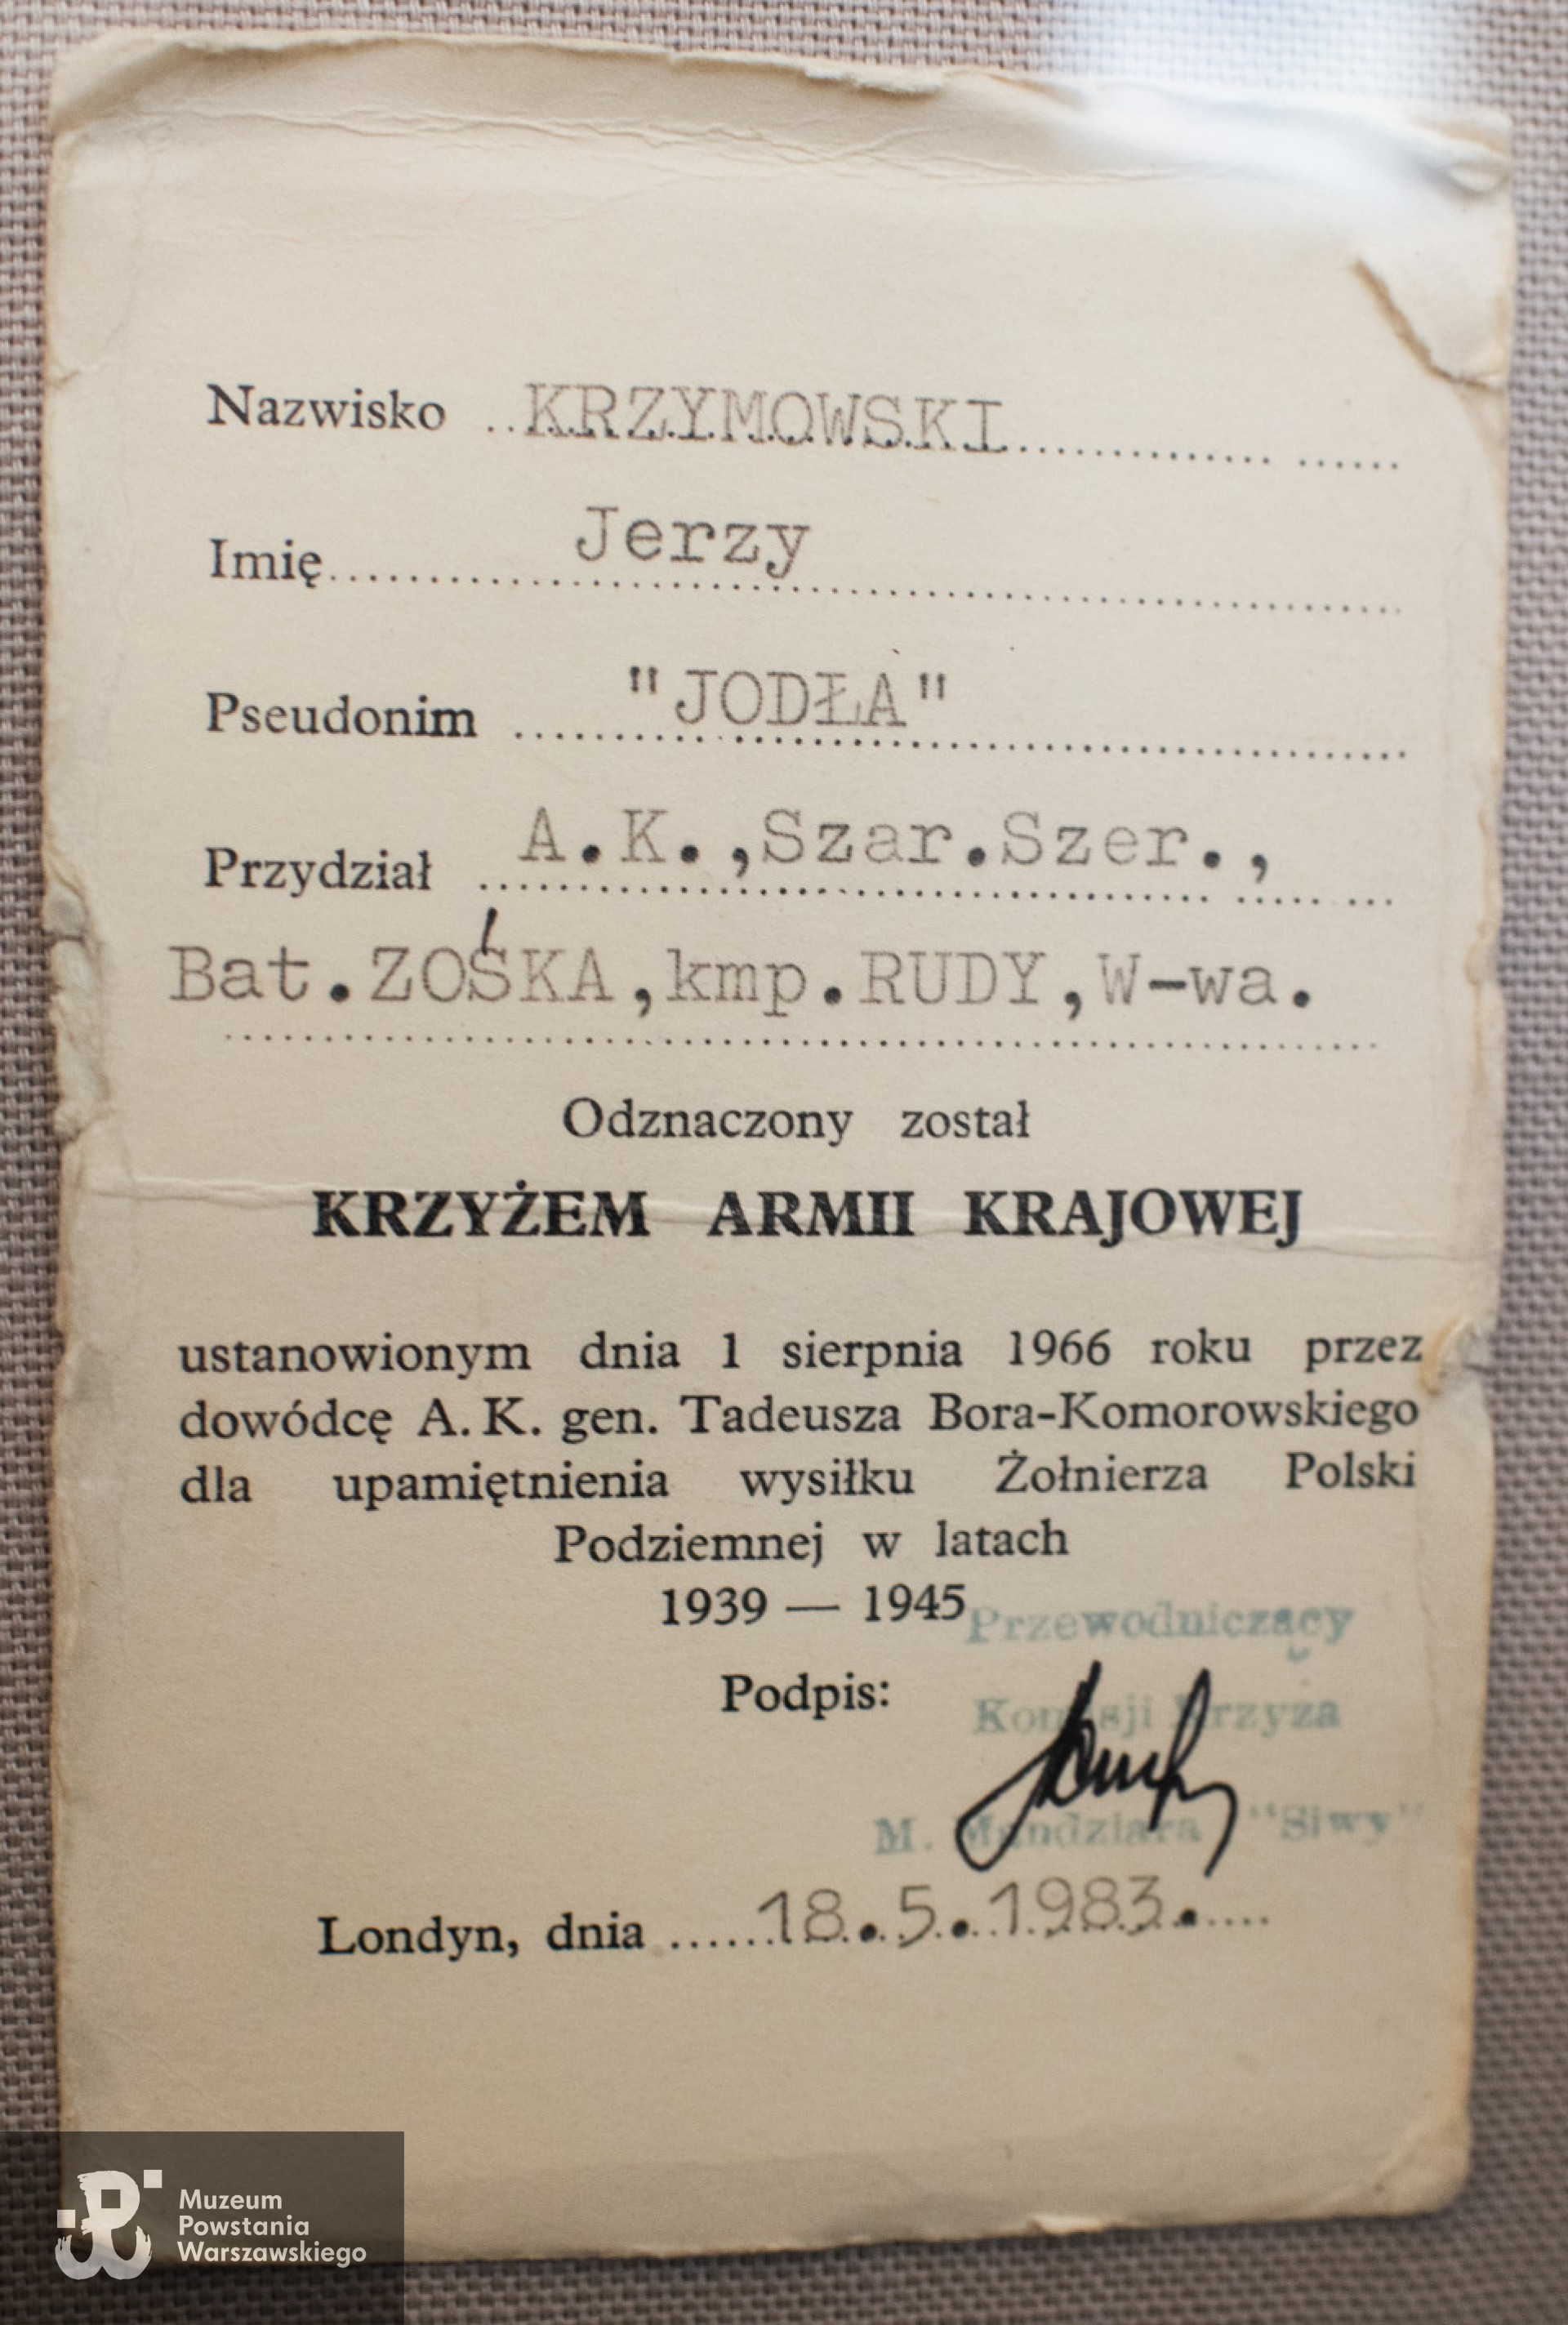 Nazwisko ..KRZYMOWSKI...................
Imię.............Jerzy....................
Pseudonim ......."JODŁA"................
Przydział ..A.K.,Szar.Szer.,............
Bat.ZOŚKA,kmp.RUDY,W-wa.
Odznaczony został
KRZYŻEM ARMII KRAJOWEJ
ustanowionym dnia 1 sierpnia 1966 roku przez
dowódcę A. K. gen. Tadeusza Bora-Komorowskiego
dla upamiętnienia wysiłku Żołnierza Polski
Podziemnej w latach
1939 — 1945
Przewodniczący
Podpis:
Komisji Krzyża
M. Mandziara "Siwy"
Londyn, dnia ......18.5.1983.....
Muzeum
Powstania
Warszawskiego